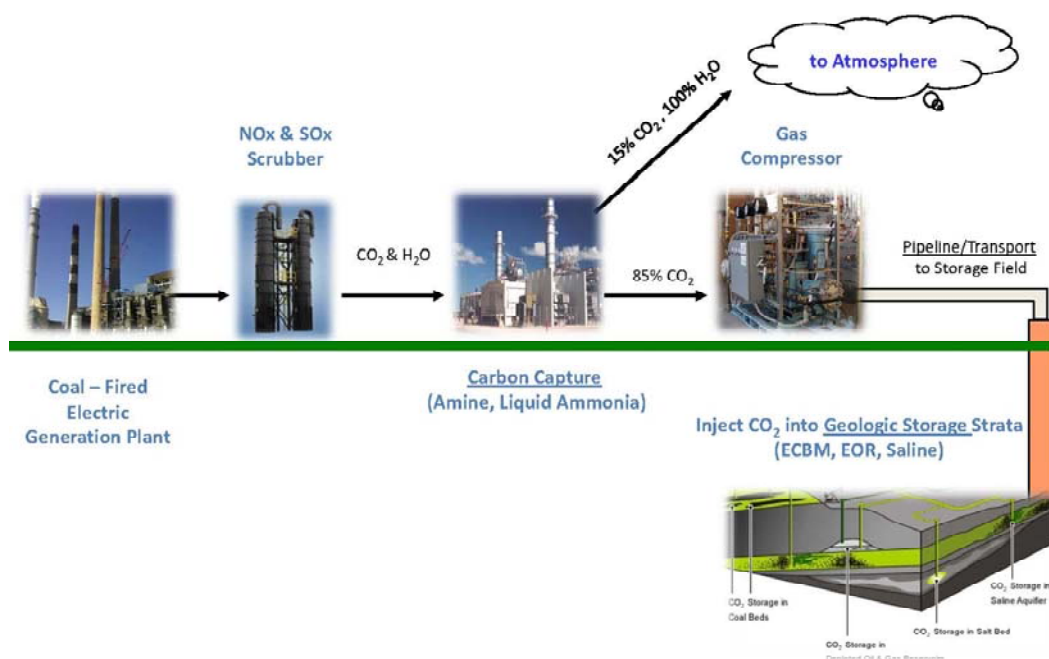 to Atmosphere
15% CO₂ , 100% H₂O
NOx & SOx
Scrubber
Gas
Compressor
CO₂ & H₂O
85% CO₂
Pipeline/Transport
to Storage Field
Coal – Fired
Electric
Generation Plant
Carbon Capture
(Amine, Liquid Ammonia)
Inject CO₂ into Geologic Storage Strata
(ECBM, EOR, Saline)
CO₂ Storage in
Coal Beds
CO₂ Storage in
CO₂ Storage in Salt Bed
CO₂ Storage in
Saline Aquifer